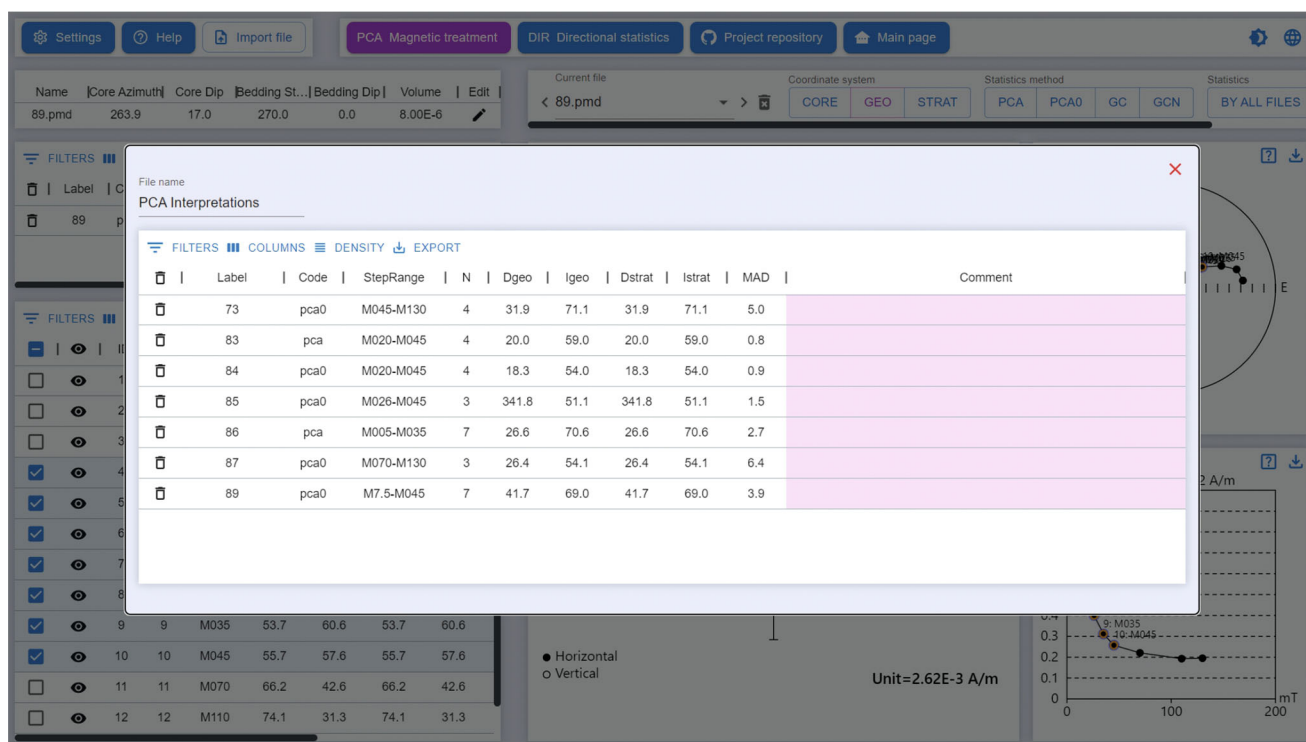 Settings Help Import file PCA Magnetic treatment DIR Directional statistics Project repository Main page
Current file Coordinate system Statistics method Statistics
Name Core Azimuth Core Dip Bedding St... Bedding Dip Volume Edit
< 89.pmd > CORE GEO STRAT PCA PCA0 GC GCN BY ALL FILES
89.pmd 263.9 17.0 270.0 0.0 8.00E-6
FILTERS
Label C
89 p
File name
PCA Interpretations
FILTERS COLUMNS DENSITY EXPORT
Label Code StepRange N Dgeo Igeo Dstrat Istrat MAD Comment
73 pca0 M045-M130 4 31.9 71.1 31.9 71.1 5.0
83 pca M020-M045 4 20.0 59.0 20.0 59.0 0.8
84 pca0 M020-M045 4 18.3 54.0 18.3 54.0 0.9
85 pca0 M026-M045 3 341.8 51.1 341.8 51.1 1.5
86 pca M005-M035 7 26.6 70.6 26.6 70.6 2.7
87 pca0 M070-M130 3 26.4 54.1 26.4 54.1 6.4
89 pca0 M7.5-M045 7 41.7 69.0 41.7 69.0 3.9
E
FILTERS
1
2
3
4
5
6
7
8
9 9 M035 53.7 60.6 53.7 60.6
10 10 M045 55.7 57.6 55.7 57.6
11 11 M070 66.2 42.6 66.2 42.6
12 12 M110 74.1 31.3 74.1 31.3
Horizontal
Vertical
Unit=2.62E-3 A/m
2 A/m
0.4
0.3
0.2
0.1
0
9: M035
10: M045
mT
0 100 200